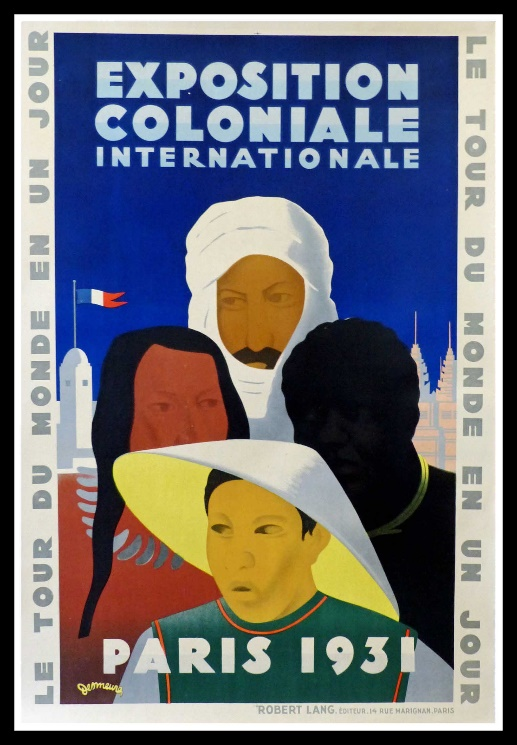 EXPOSITION
COLONIALE
INTERNATIONALE
LE TOUR DU MONDE EN UN JOUR
LE TOUR DU MONDE EN UN JOUR
PARIS 1931
Desmeures
ROBERT LANG, EDITEUR, 14 RUE MARIGNAN, PARIS